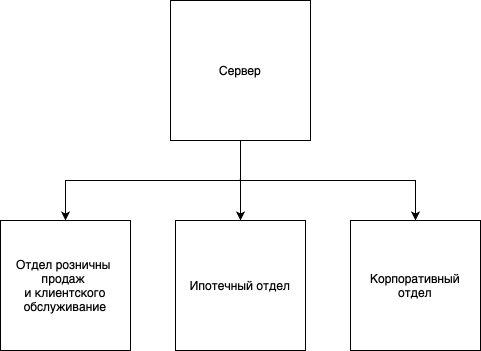 Сервер
Отдел розничны
продаж
и клиентского
обслуживание
Ипотечный отдел
Корпоративный
отдел